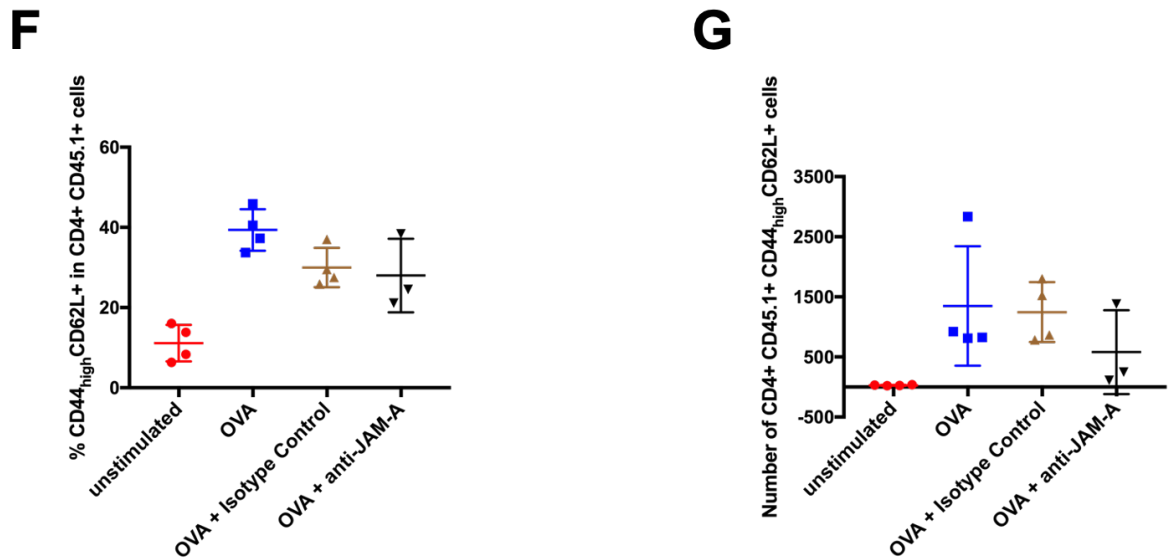 F
% CD44highCD62L+ in CD4+ CD45.1+ cells
60
40
20
0
unstimulated
OVA
OVA + Isotype Control
OVA + anti-JAM-A
G
Number of CD4+ CD45.1+ CD44highCD62L+ cells
3500
2500
1500
500
-500
unstimulated
OVA
OVA + Isotype Control
OVA + anti-JAM-A